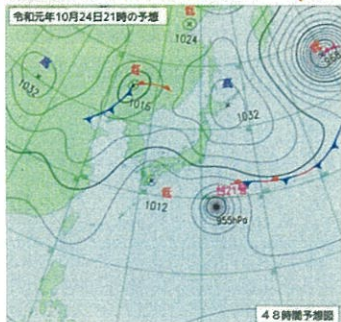 令和元年10月24日21時の予想
低
1024
高
1032
低
1016
高
1032
低
968
台21号
955hPa
低
1012
48時間予想図